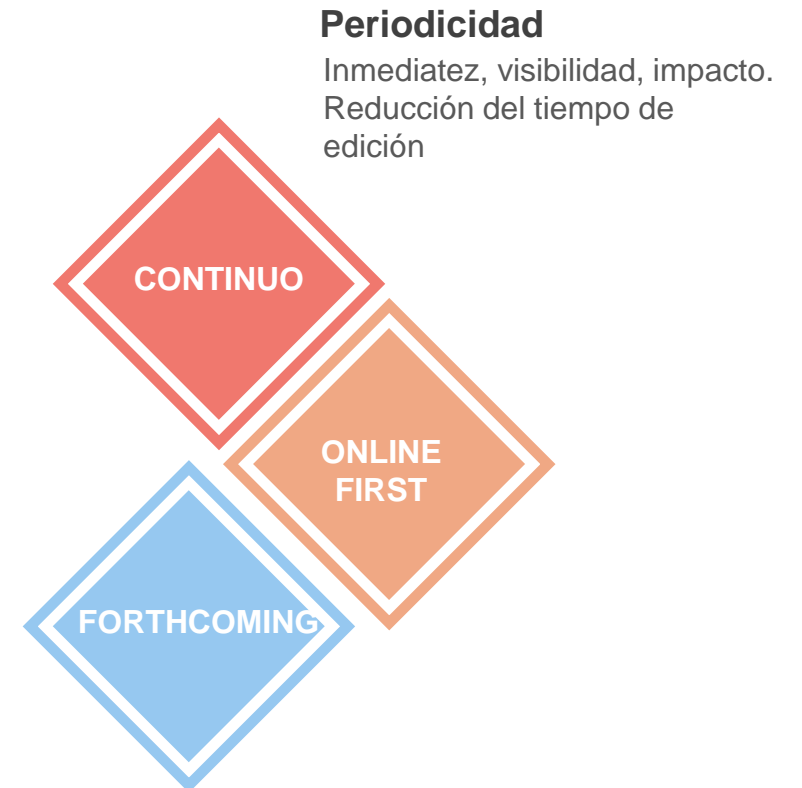 Periodicidad
Inmediatez, visibilidad, impacto.
Reducción del tiempo de
edición
CONTINUO
ONLINE
FIRST
FORTHCOMING